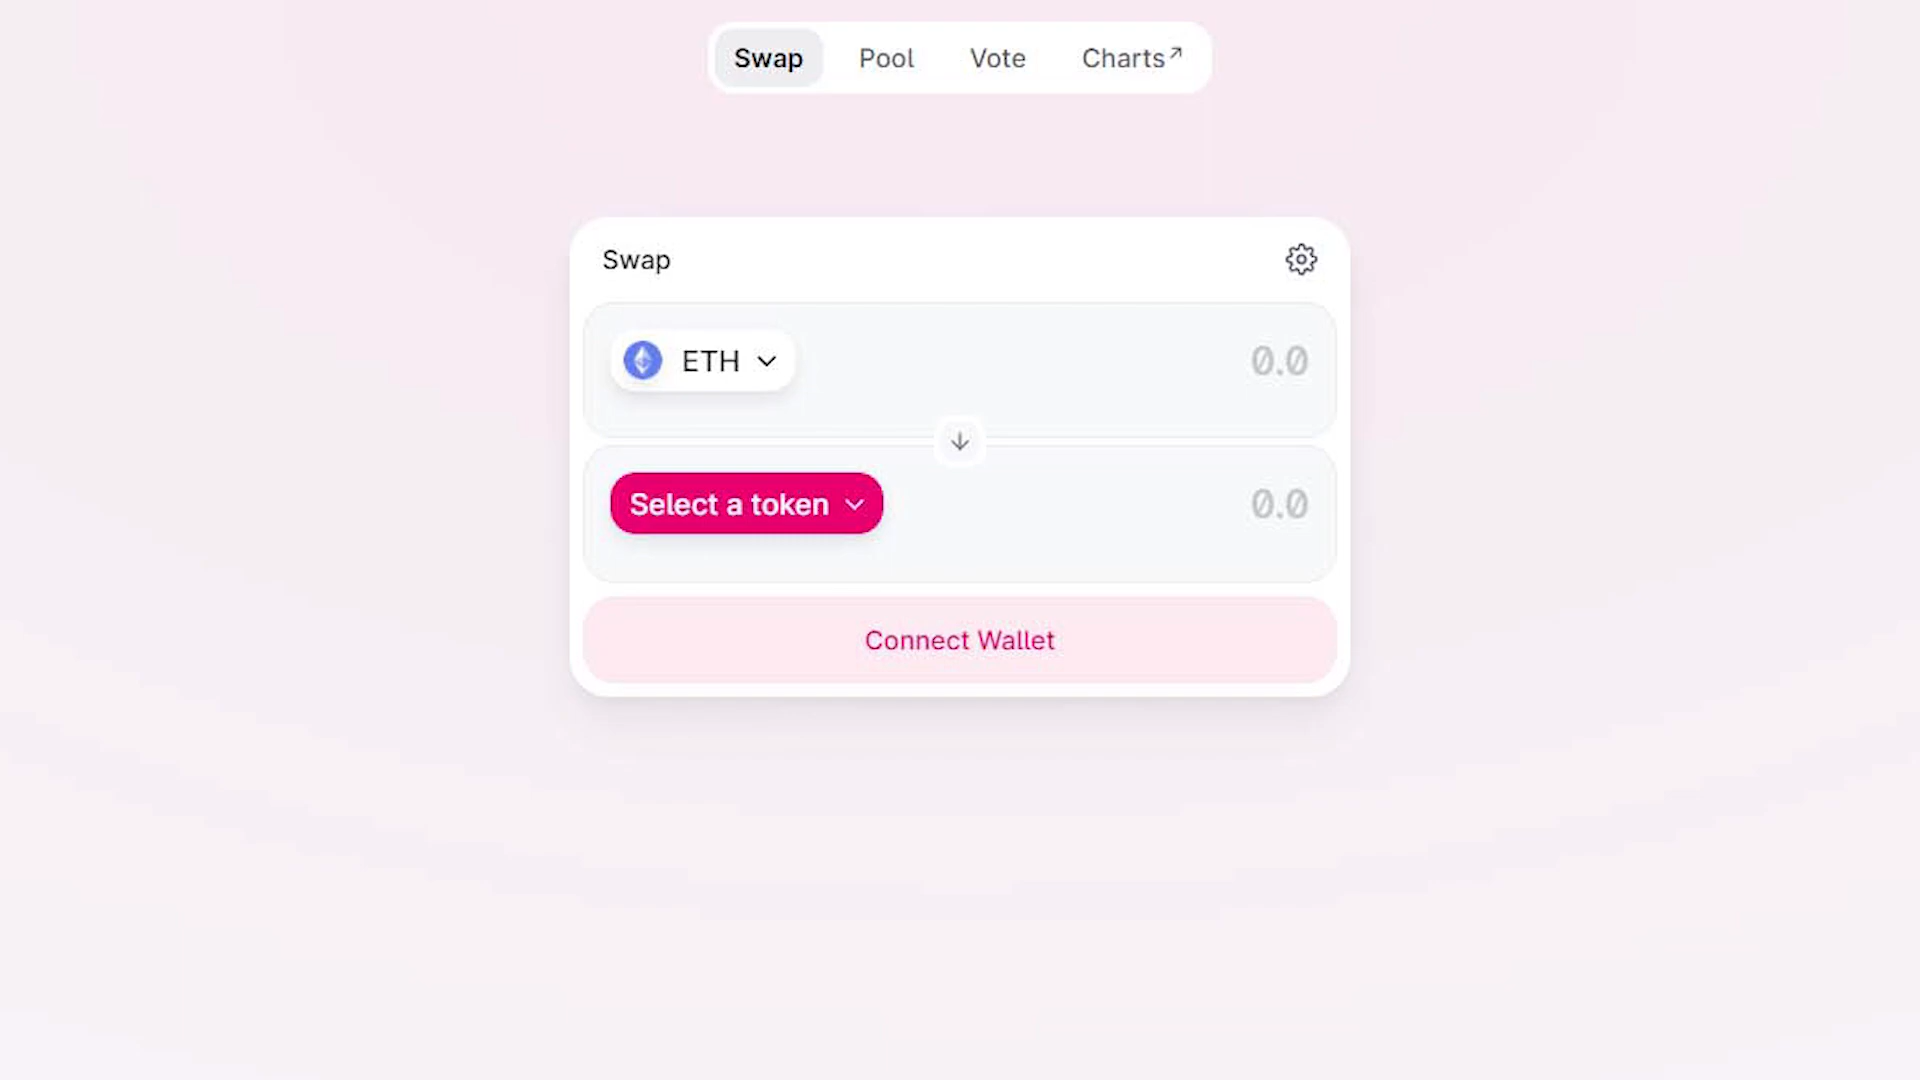 Swap Pool Vote Charts↗
Swap
ETH 0.0
Select a token 0.0
Connect Wallet